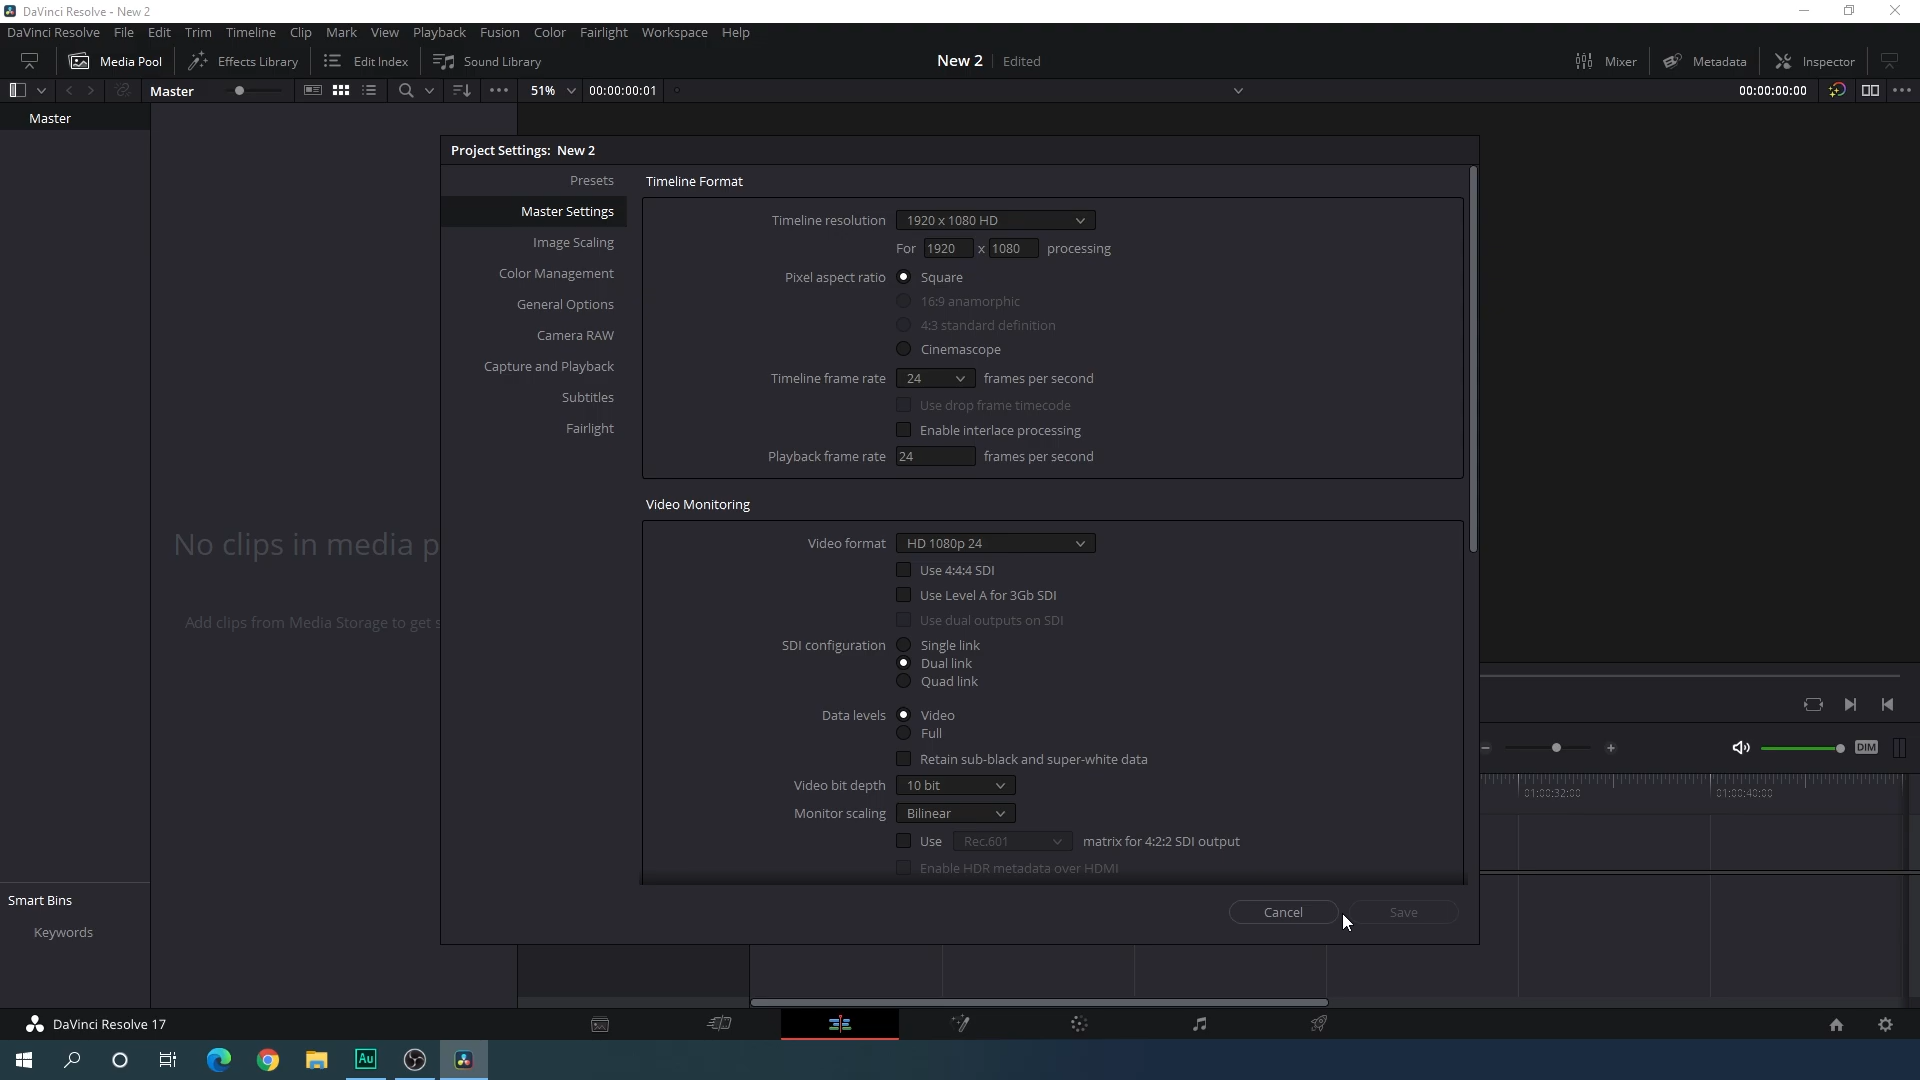 DaVinci Resolve - New 2
DaVinci Resolve File Edit Trim Timeline Clip Mark View Playback Fusion Color Fairlight Workspace Help
Media Pool Effects Library Edit Index Sound Library New 2 Edited Mixer Metadata Inspector
Master 51% 00:00:00:01 00:00:00:00
Master
Project Settings: New 2
Presets
Master Settings
Image Scaling
Color Management
General Options
Camera RAW
Capture and Playback
Subtitles
Fairlight
Timeline Format
Timeline resolution 1920 x 1080 HD
For 1920 x 1080 processing
Pixel aspect ratio Square
16:9 anamorphic
4:3 standard definition
Cinemascope
Timeline frame rate 24 frames per second
Use drop frame timecode
Enable interlace processing
Playback frame rate 24 frames per second
Video Monitoring
Video format HD 1080p 24
Use 4:4:4 SDI
Use Level A for 3Gb SDI
Use dual outputs on SDI
SDI configuration Single link
Dual link
Quad link
Data levels Video
Full
Retain sub-black and super-white data
Video bit depth 10 bit
Monitor scaling Bilinear
Use Rec.601 matrix for 4:2:2 SDI output
Enable HDR metadata over HDMI
Cancel Save
No clips in media p
Add clips from Media Storage to get s
DIM
01:00:32:00 01:00:40:00
Smart Bins
Keywords
DaVinci Resolve 17
Au